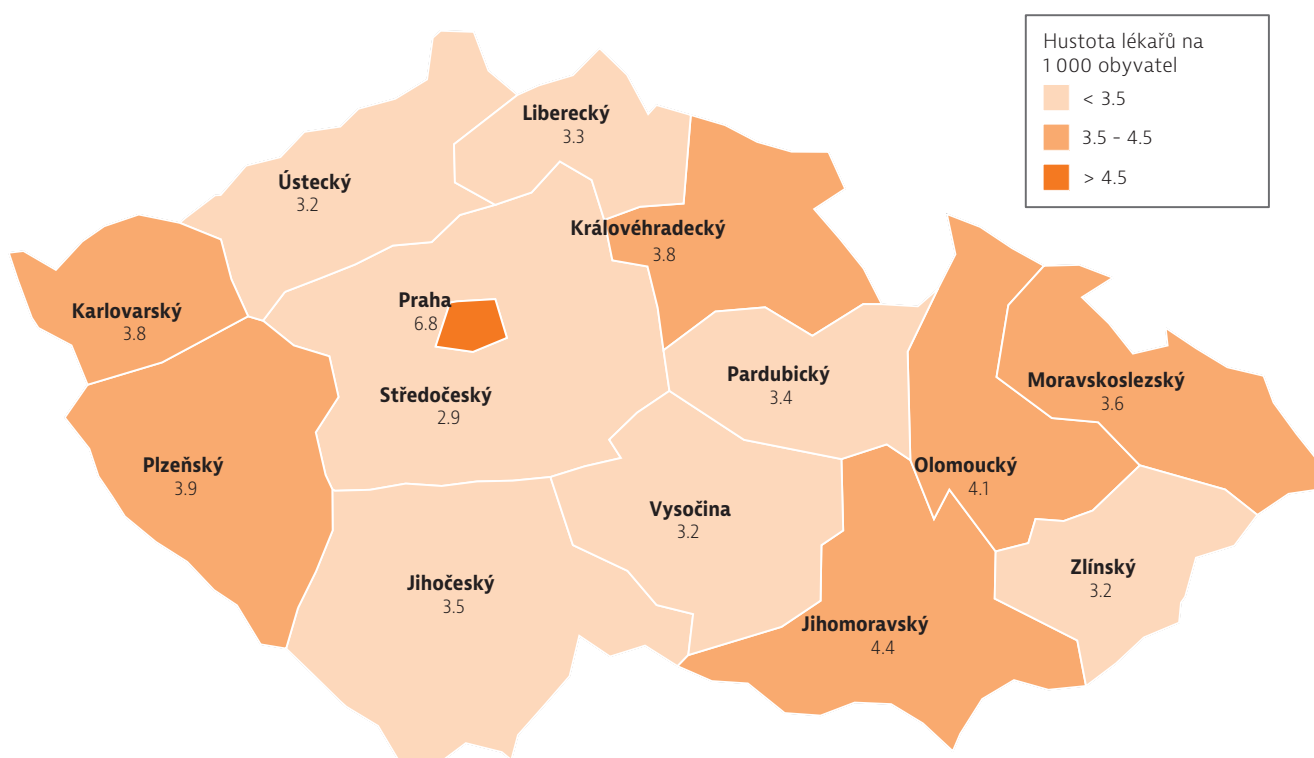 Hustota lékařů na
1 000 obyvatel
< 3.5
3.5 – 4.5
> 4.5
Liberecký
3.3
Ústecký
3.2
Královéhradecký
3.8
Karlovarský
3.8
Praha
6.8
Středočeský
2.9
Pardubický
3.4
Moravskoslezský
3.6
Plzeňský
3.9
Olomoucký
4.1
Vysočina
3.2
Zlínský
3.2
Jihočeský
3.5
Jihomoravský
4.4